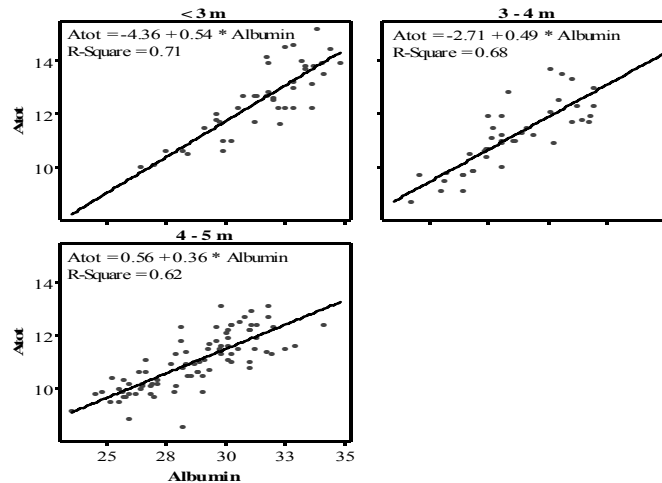 < 3 m
3 - 4 m
Atot = -4.36 + 0.54 * Albumin
R-Square = 0.71
Atot = -2.71 + 0.49 * Albumin
R-Square = 0.68
14
12
10
Atot
4 - 5 m
Atot = 0.56 + 0.36 * Albumin
R-Square = 0.62
14
12
10
Atot
25 28 30 33 35
Albumin